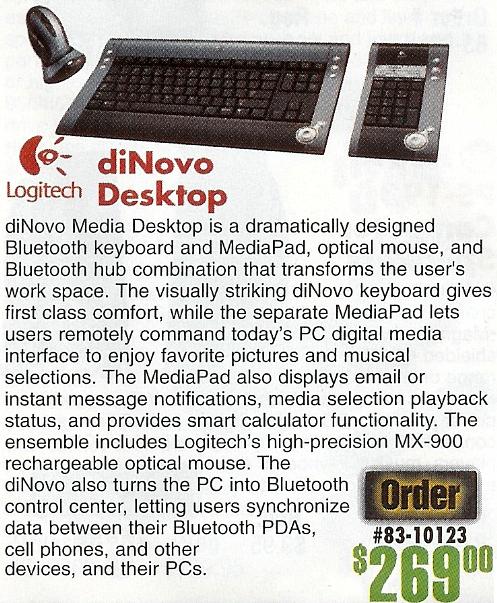 Logitech
diNovo
Desktop
diNovo Media Desktop is a dramatically designed
Bluetooth keyboard and MediaPad, optical mouse, and
Bluetooth hub combination that transforms the user's
work space. The visually striking diNovo keyboard gives
first class comfort, while the separate MediaPad lets
users remotely command today's PC digital media
interface to enjoy favorite pictures and musical
selections. The MediaPad also displays email or
instant message notifications, media selection playback
status, and provides smart calculator functionality. The
ensemble includes Logitech's high-precision MX-900
rechargeable optical mouse. The
diNovo also turns the PC into Bluetooth
control center, letting users synchronize
data between their Bluetooth PDAs,
cell phones, and other
devices, and their PCs.
Order
#83-10123
$26900